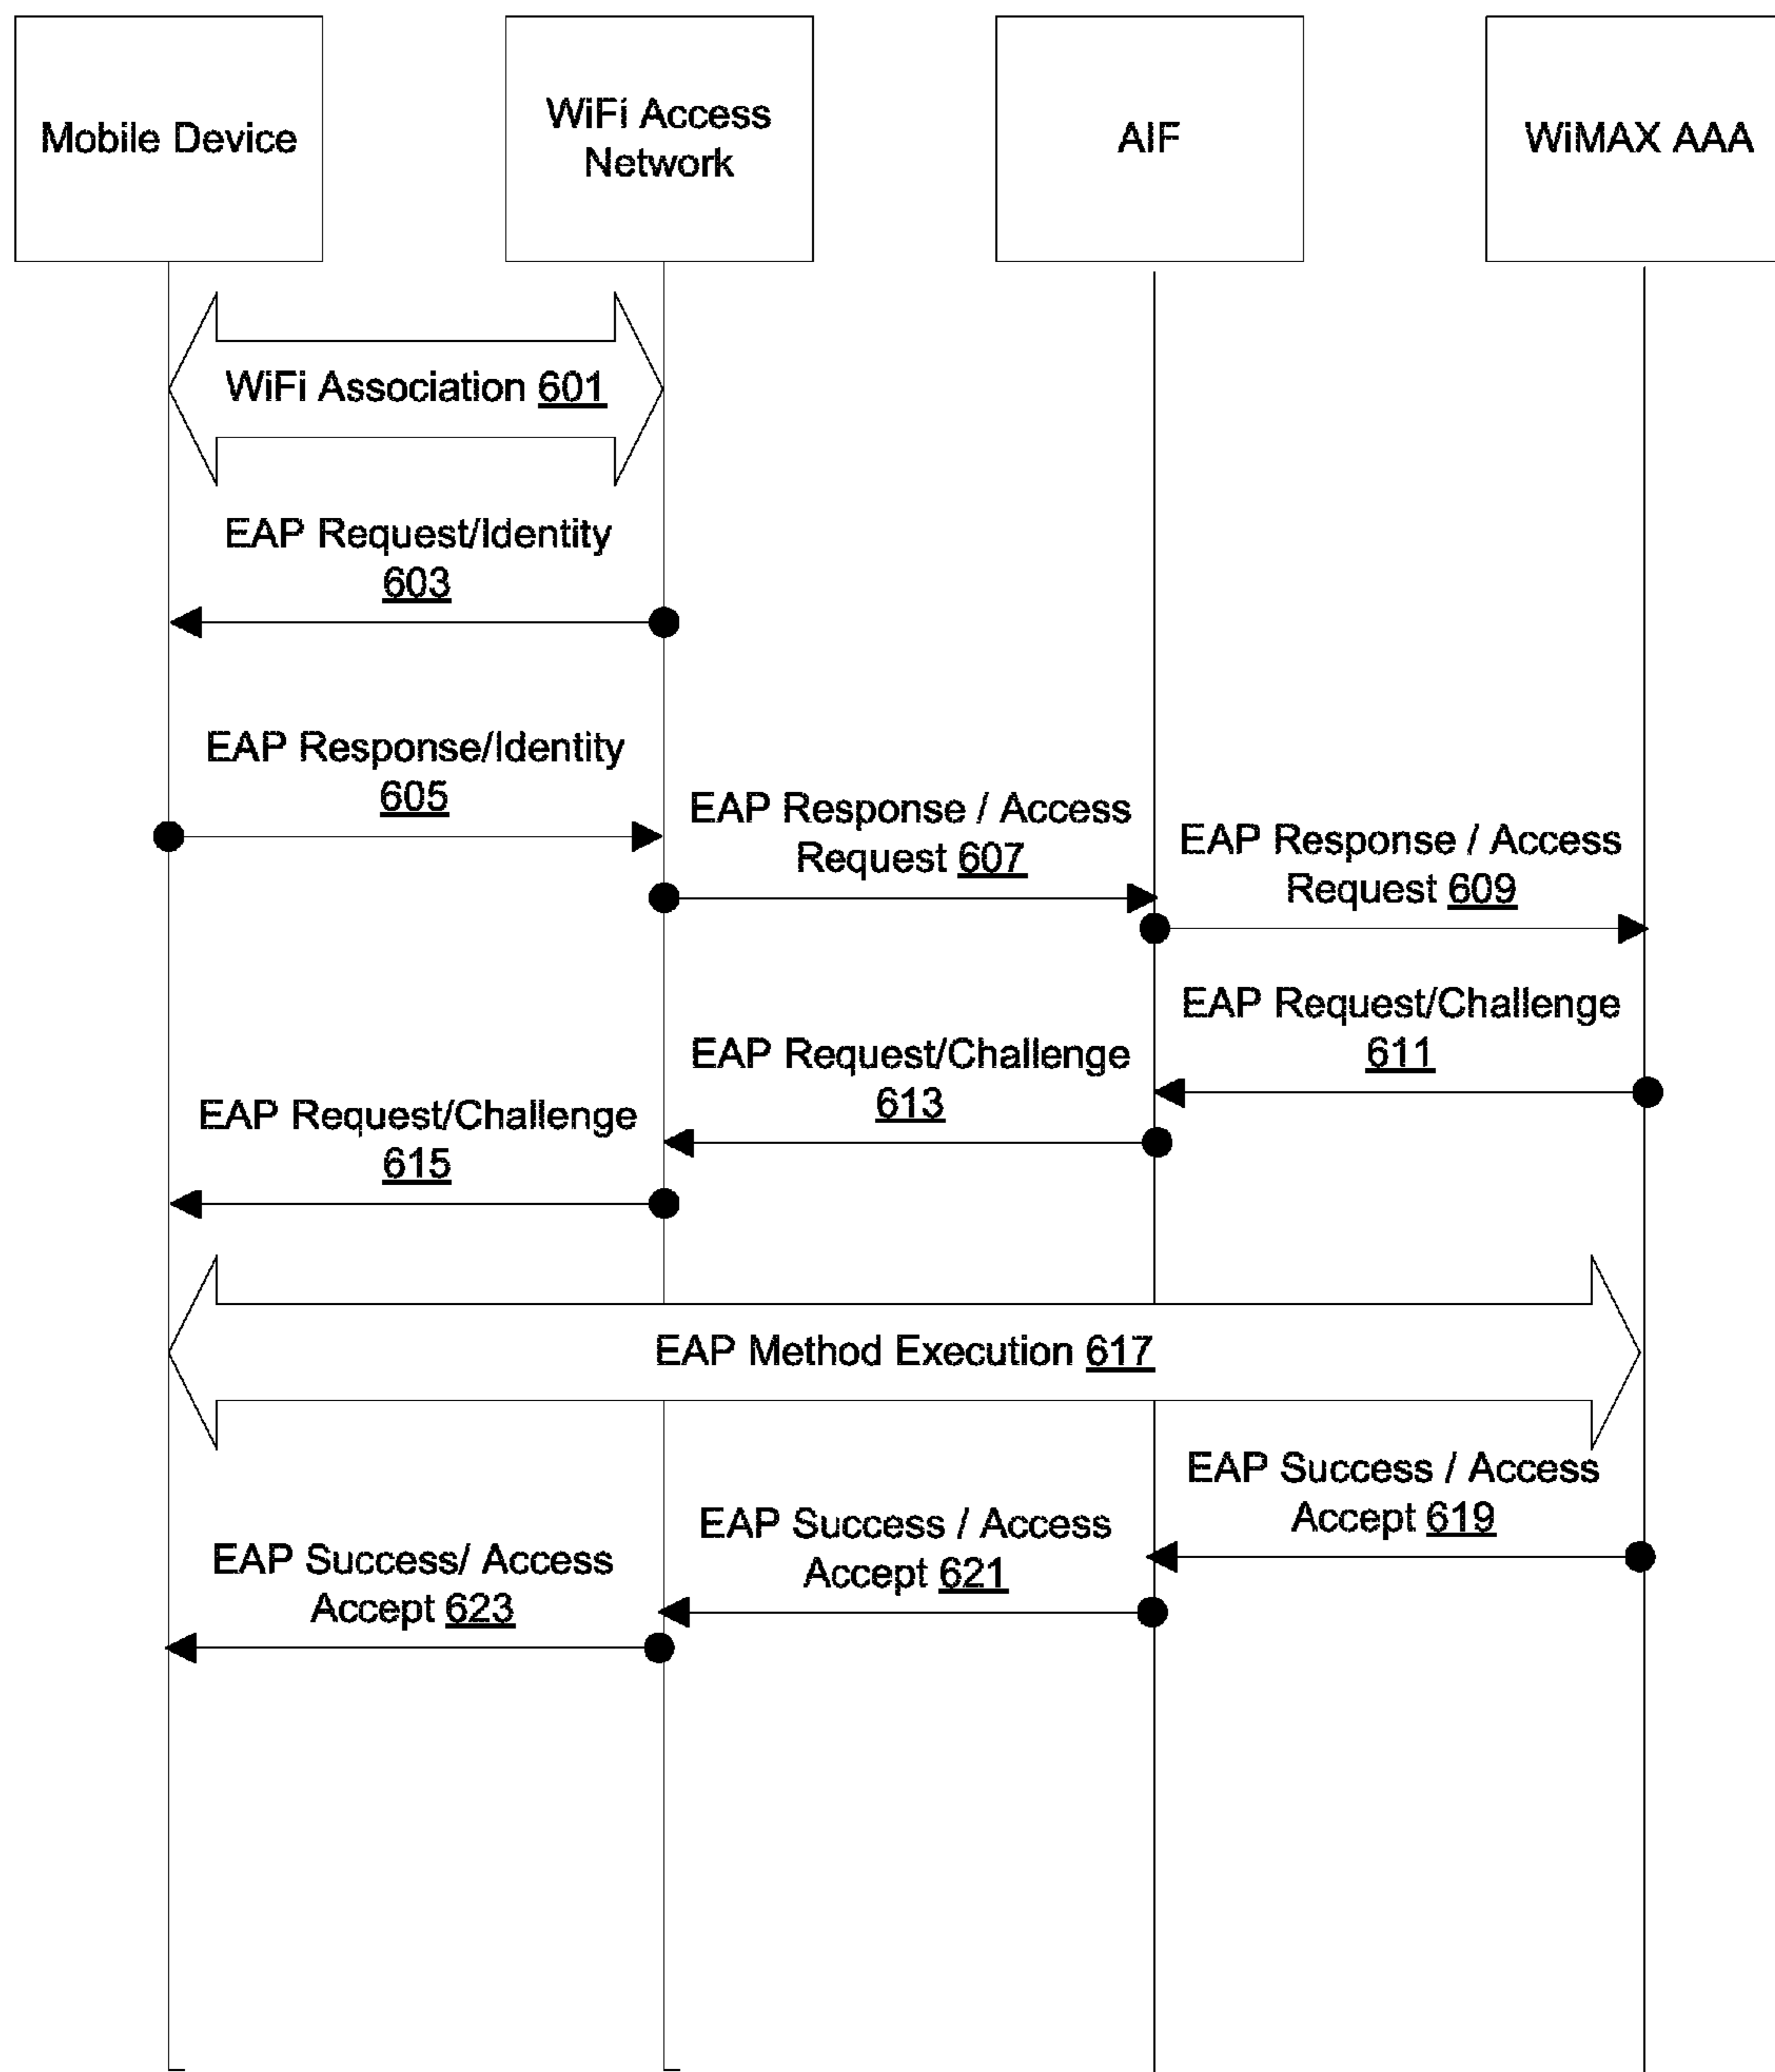 Mobile Device
WiFi Access
Network
AIF
WiMAX AAA
WiFi Association 601
EAP Request/Identity
603
EAP Response/Identity
605
EAP Response / Access
Request 607
EAP Response / Access
Request 609
EAP Request/Challenge
611
EAP Request/Challenge
613
EAP Request/Challenge
615
EAP Method Execution 617
EAP Success / Access
Accept 619
EAP Success / Access
Accept 621
EAP Success/ Access
Accept 623